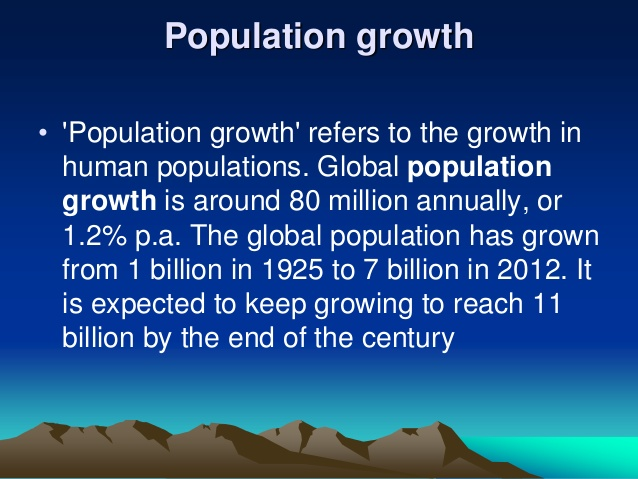 Population growth
• 'Population growth' refers to the growth in
human populations. Global population
growth is around 80 million annually, or
1.2% p.a. The global population has grown
from 1 billion in 1925 to 7 billion in 2012. It
is expected to keep growing to reach 11
billion by the end of the century